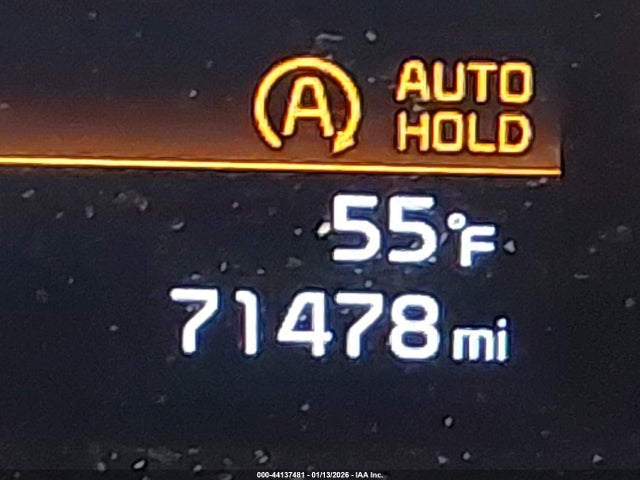 A AUTO
HOLD
55°F
71478 mi
000-44137481 - 01/13/2026 - IAA Inc.